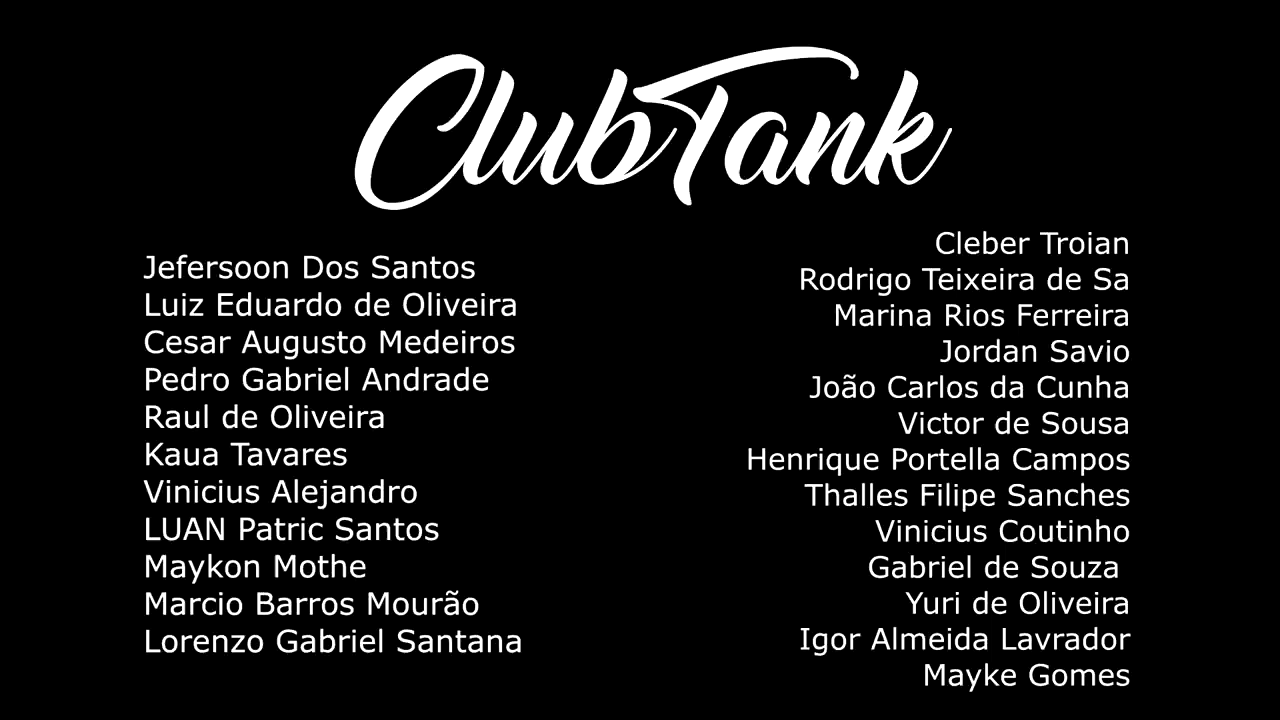 ClubTank
Jefersoon Dos Santos
Luiz Eduardo de Oliveira
Cesar Augusto Medeiros
Pedro Gabriel Andrade
Raul de Oliveira
Kaua Tavares
Vinicius Alejandro
LUAN Patric Santos
Maykon Mothe
Marcio Barros Mourão
Lorenzo Gabriel Santana
Cleber Troian
Rodrigo Teixeira de Sa
Marina Rios Ferreira
Jordan Savio
João Carlos da Cunha
Victor de Sousa
Henrique Portella Campos
Thalles Filipe Sanches
Vinicius Coutinho
Gabriel de Souza
Yuri de Oliveira
Igor Almeida Lavrador
Mayke Gomes